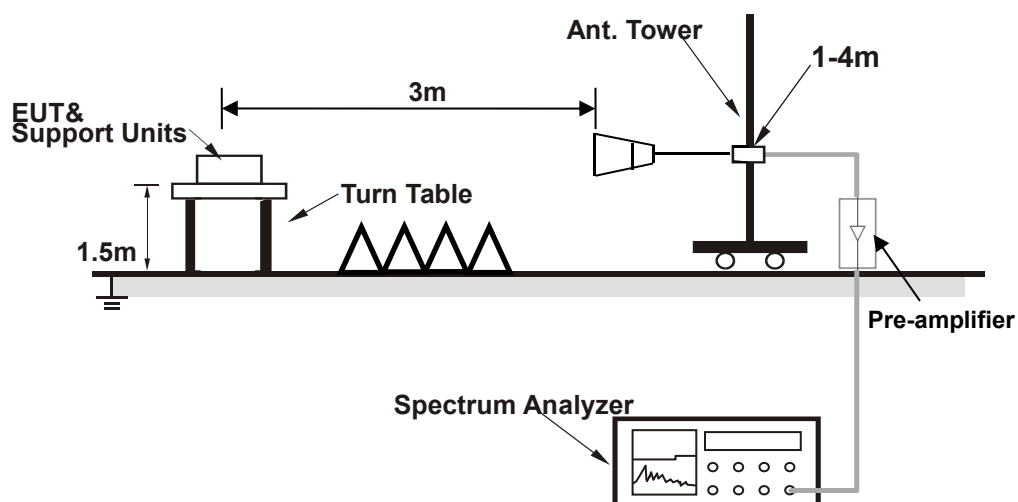 Ant. Tower
1-4m
3m
EUT&
Support Units
Turn Table
1.5m
Pre-amplifier
Spectrum Analyzer